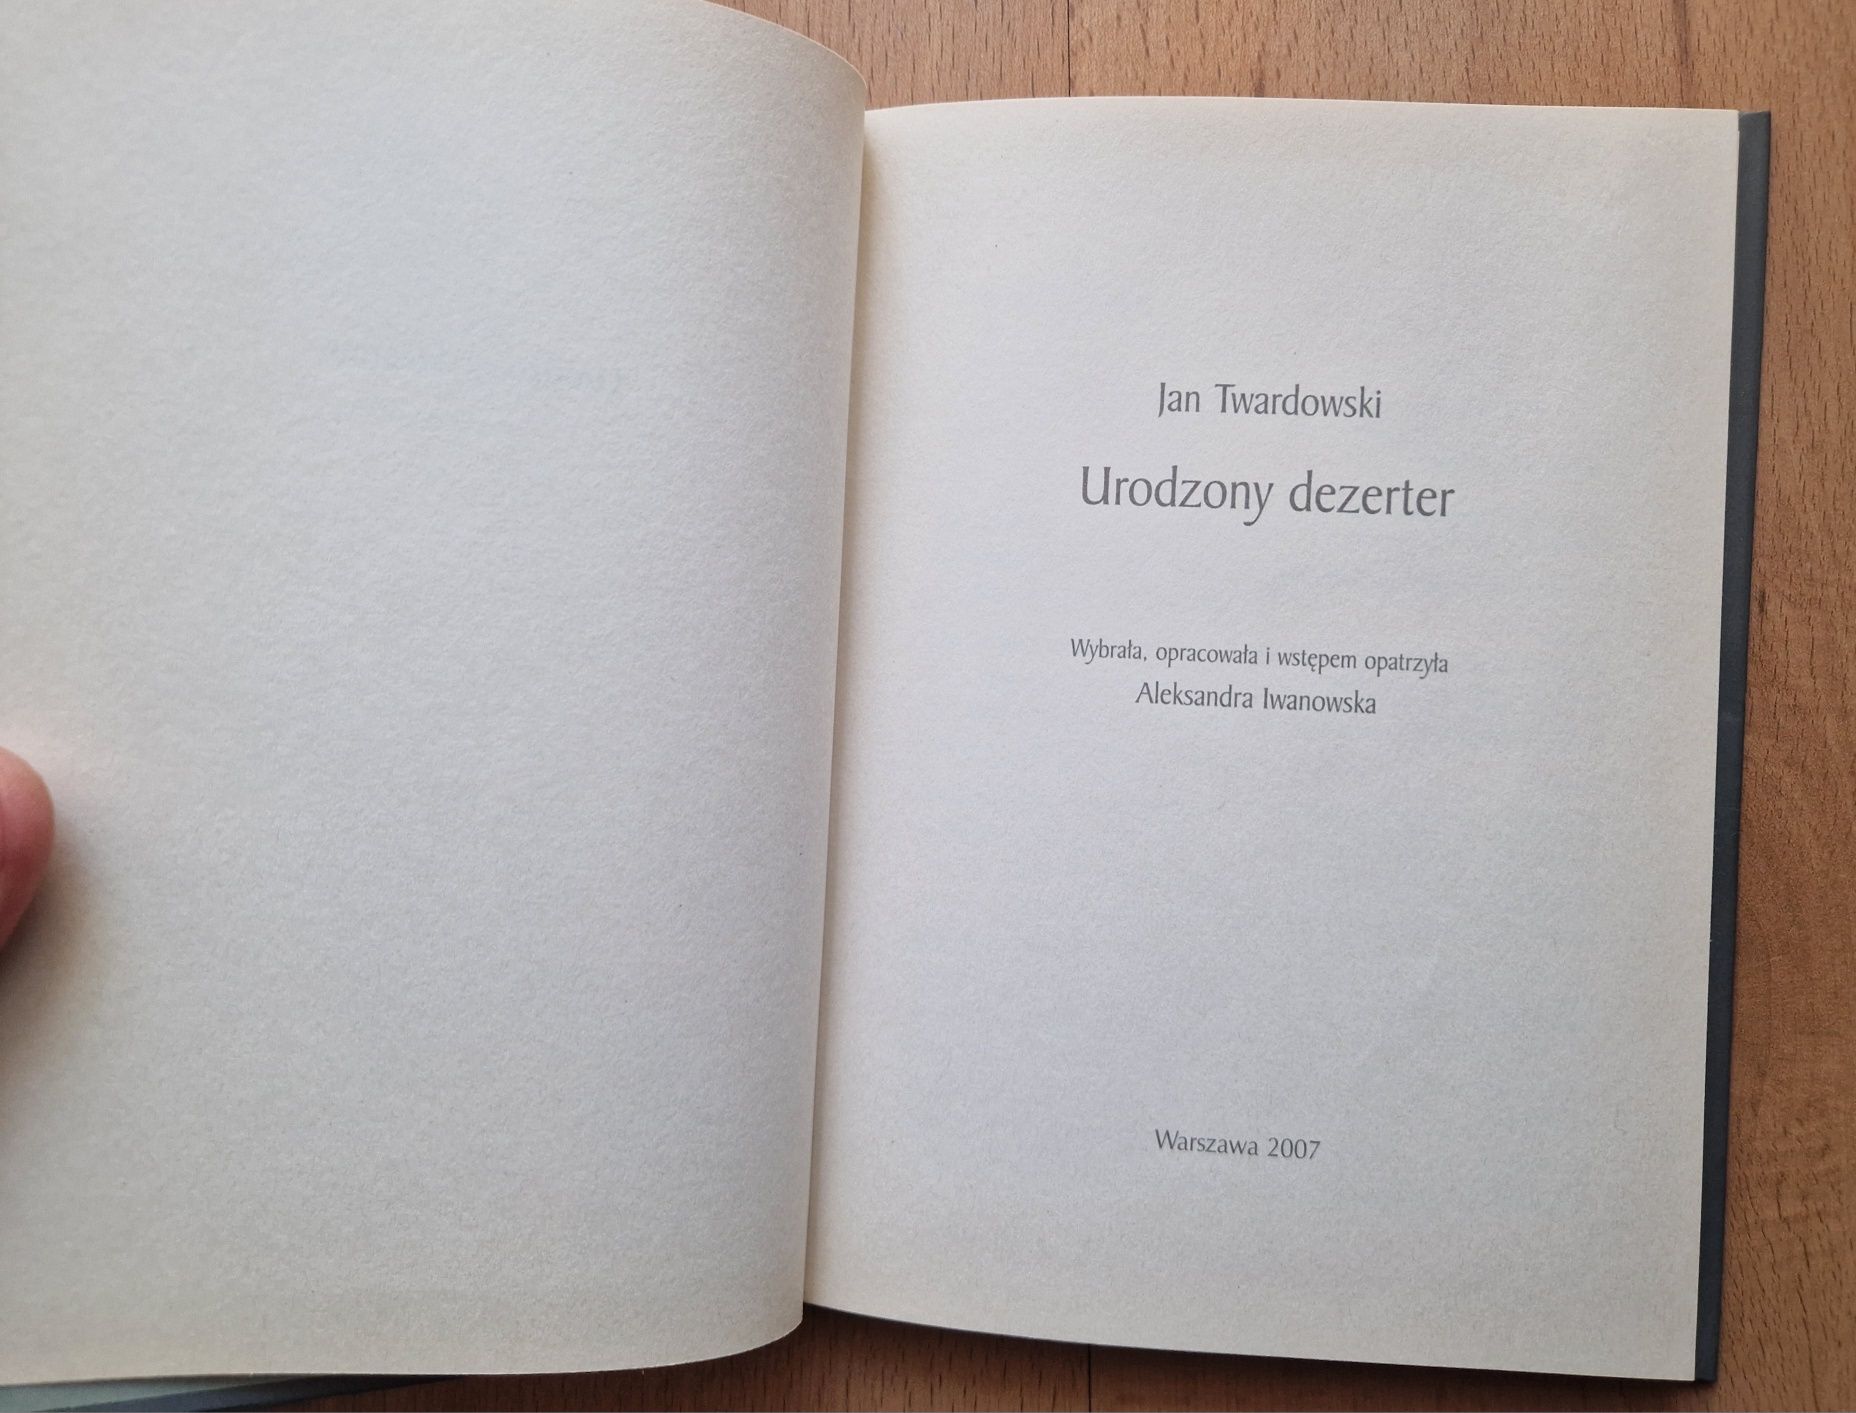 Jan Twardowski
Urodzony dezerter
Wybrała, opracowała i wstępem opatrzyła
Aleksandra Iwanowska
Warszawa 2007